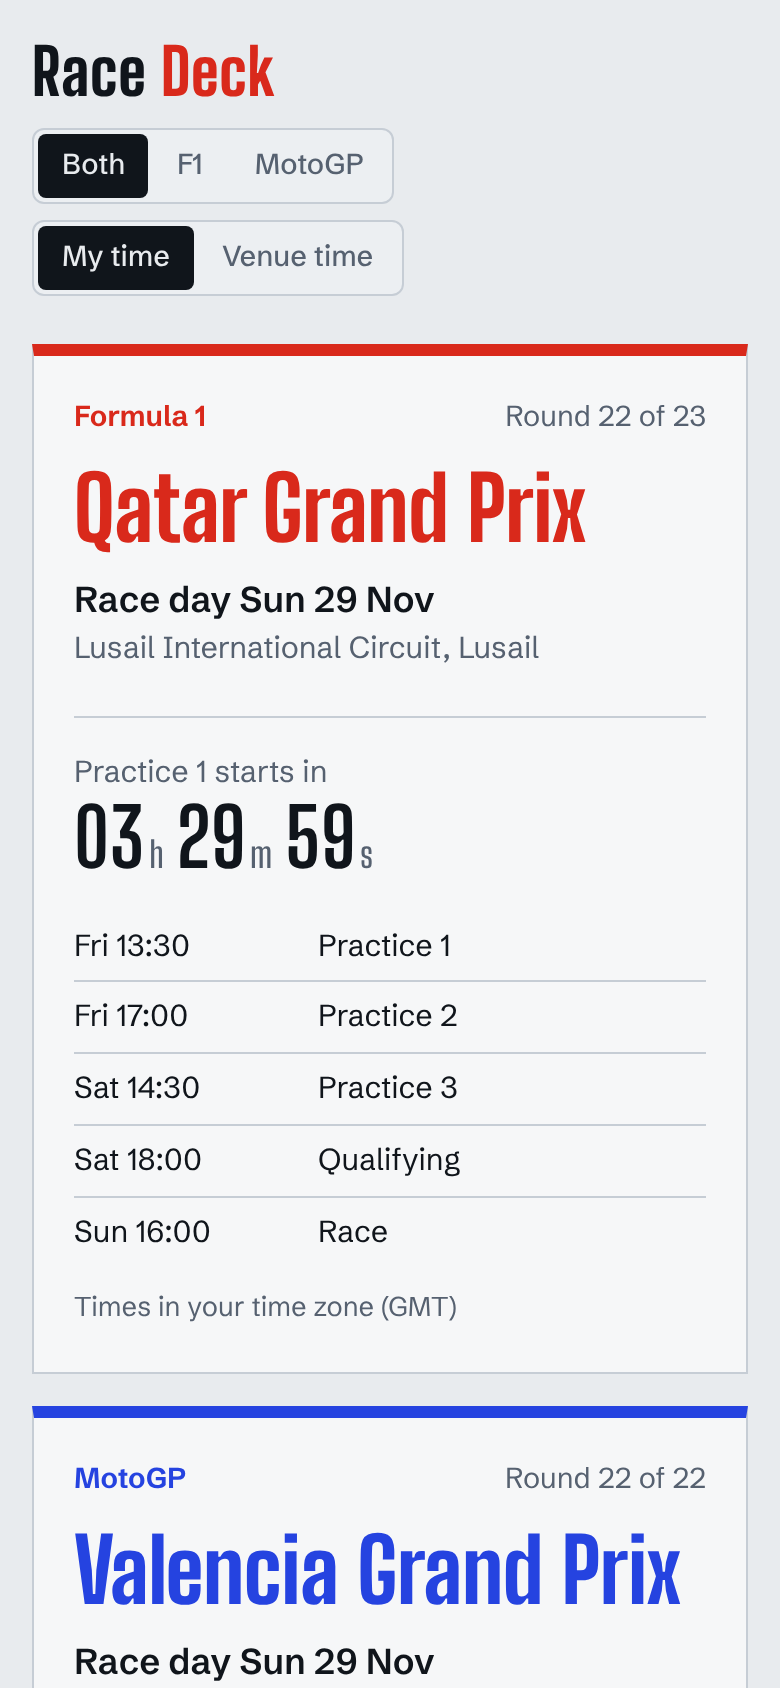 Race Deck
Both F1 MotoGP
My time Venue time
Formula 1 Round 22 of 23
Qatar Grand Prix
Race day Sun 29 Nov
Lusail International Circuit, Lusail
Practice 1 starts in
03h 29m 59s
Fri 13:30 Practice 1
Fri 17:00 Practice 2
Sat 14:30 Practice 3
Sat 18:00 Qualifying
Sun 16:00 Race
Times in your time zone (GMT)
MotoGP Round 22 of 22
Valencia Grand Prix
Race day Sun 29 Nov